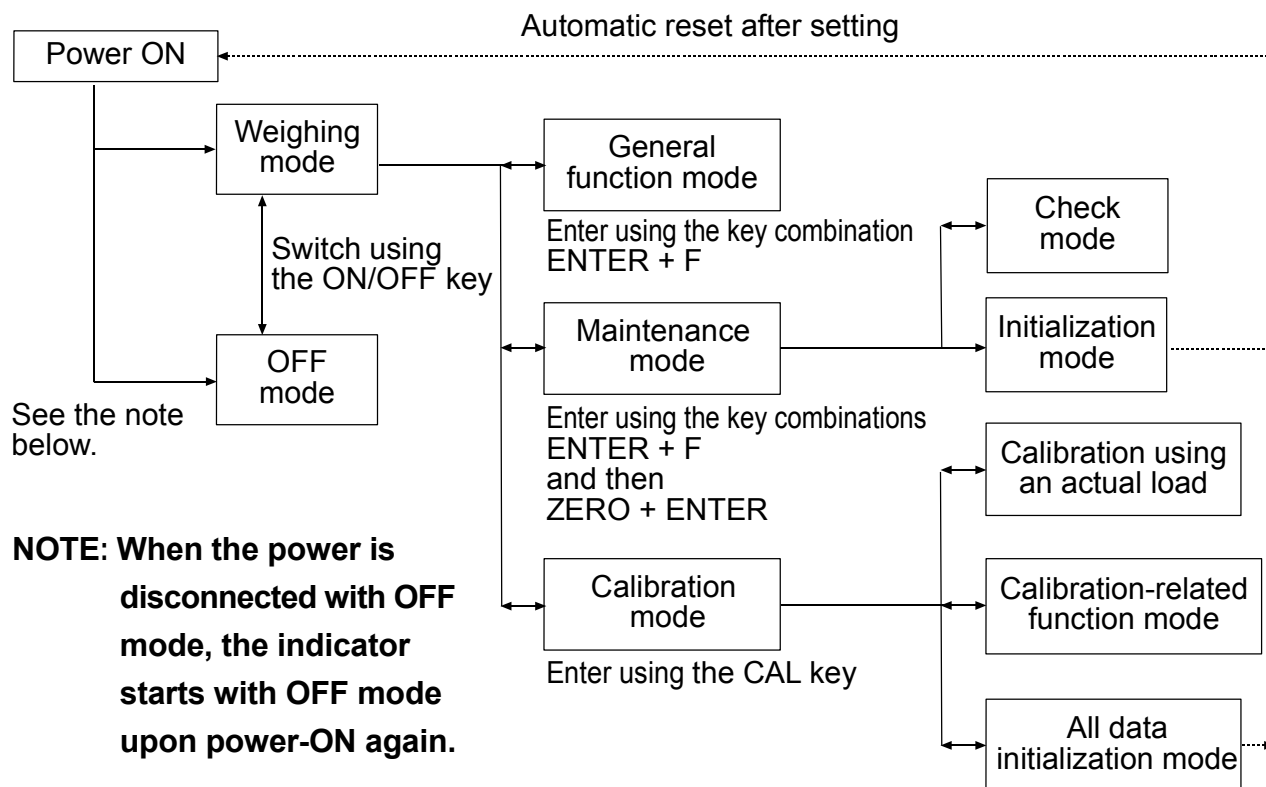 Automatic reset after setting
Power ON
Weighing
mode
General
function mode
Enter using the key combination
ENTER + F
Check
mode
Switch using
the ON/OFF key
Maintenance
mode
Initialization
mode
OFF
mode
See the note
below.
Enter using the key combinations
ENTER + F
and then
ZERO + ENTER
Calibration using
an actual load
NOTE: When the power is
disconnected with OFF
mode, the indicator
starts with OFF mode
upon power-ON again.
Calibration
mode
Enter using the CAL key
Calibration-related
function mode
All data
initialization mode